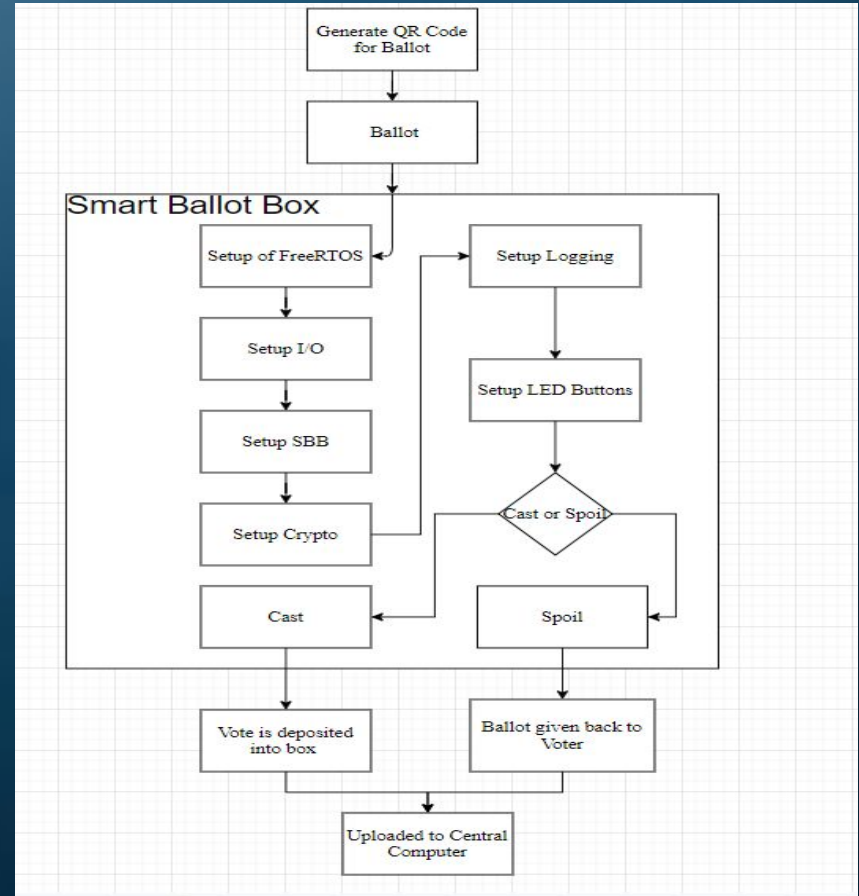 Generate QR Code
for Ballot
Ballot
Smart Ballot Box
Setup of FreeRTOS
Setup I/O
Setup SBB
Setup Crypto
Setup Logging
Setup LED Buttons
Cast or Spoil
Cast
Spoil
Vote is deposited
into box
Ballot given back to
Voter
Uploaded to Central
Computer